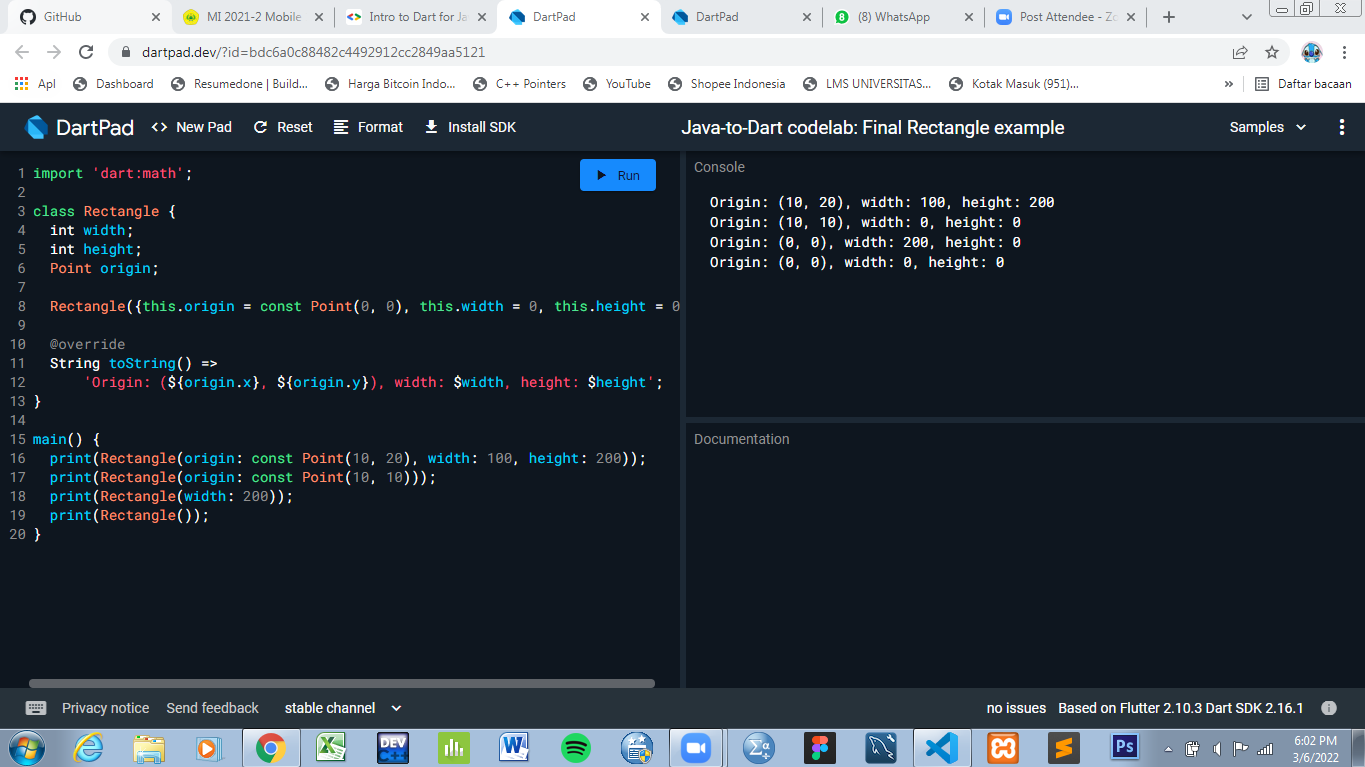 GitHub
MI 2021-2 Mobile
Intro to Dart for Ja
DartPad
DartPad
(8) WhatsApp
Post Attendee - Zo
dartpad.dev/?id=bdc6a0c88482c4492912cc2849aa5121
Apl
Dashboard
Resumedone | Build...
Harga Bitcoin Indo...
C++ Pointers
YouTube
Shopee Indonesia
LMS UNIVERSITAS...
Kotak Masuk (951)...
»
Daftar bacaan
DartPad
<> New Pad
Reset
Format
Install SDK
Java-to-Dart codelab: Final Rectangle example
Samples
Run
1 import 'dart:math';
2
3 class Rectangle {
4 int width;
5 int height;
6 Point origin;
7
8 Rectangle({this.origin = const Point(0, 0), this.width = 0, this.height = 0
9
10 @override
11 String toString() =>
12 'Origin: (${origin.x}, ${origin.y}), width: $width, height: $height';
13 }
14
15 main() {
16 print(Rectangle(origin: const Point(10, 20), width: 100, height: 200));
17 print(Rectangle(origin: const Point(10, 10)));
18 print(Rectangle(width: 200));
19 print(Rectangle());
20 }
Console
Origin: (10, 20), width: 100, height: 200
Origin: (10, 10), width: 0, height: 0
Origin: (0, 0), width: 200, height: 0
Origin: (0, 0), width: 0, height: 0
Documentation
Privacy notice
Send feedback
stable channel
no issues
Based on Flutter 2.10.3 Dart SDK 2.16.1
DEV
C++
Σα
Ps
6:02 PM
3/6/2022